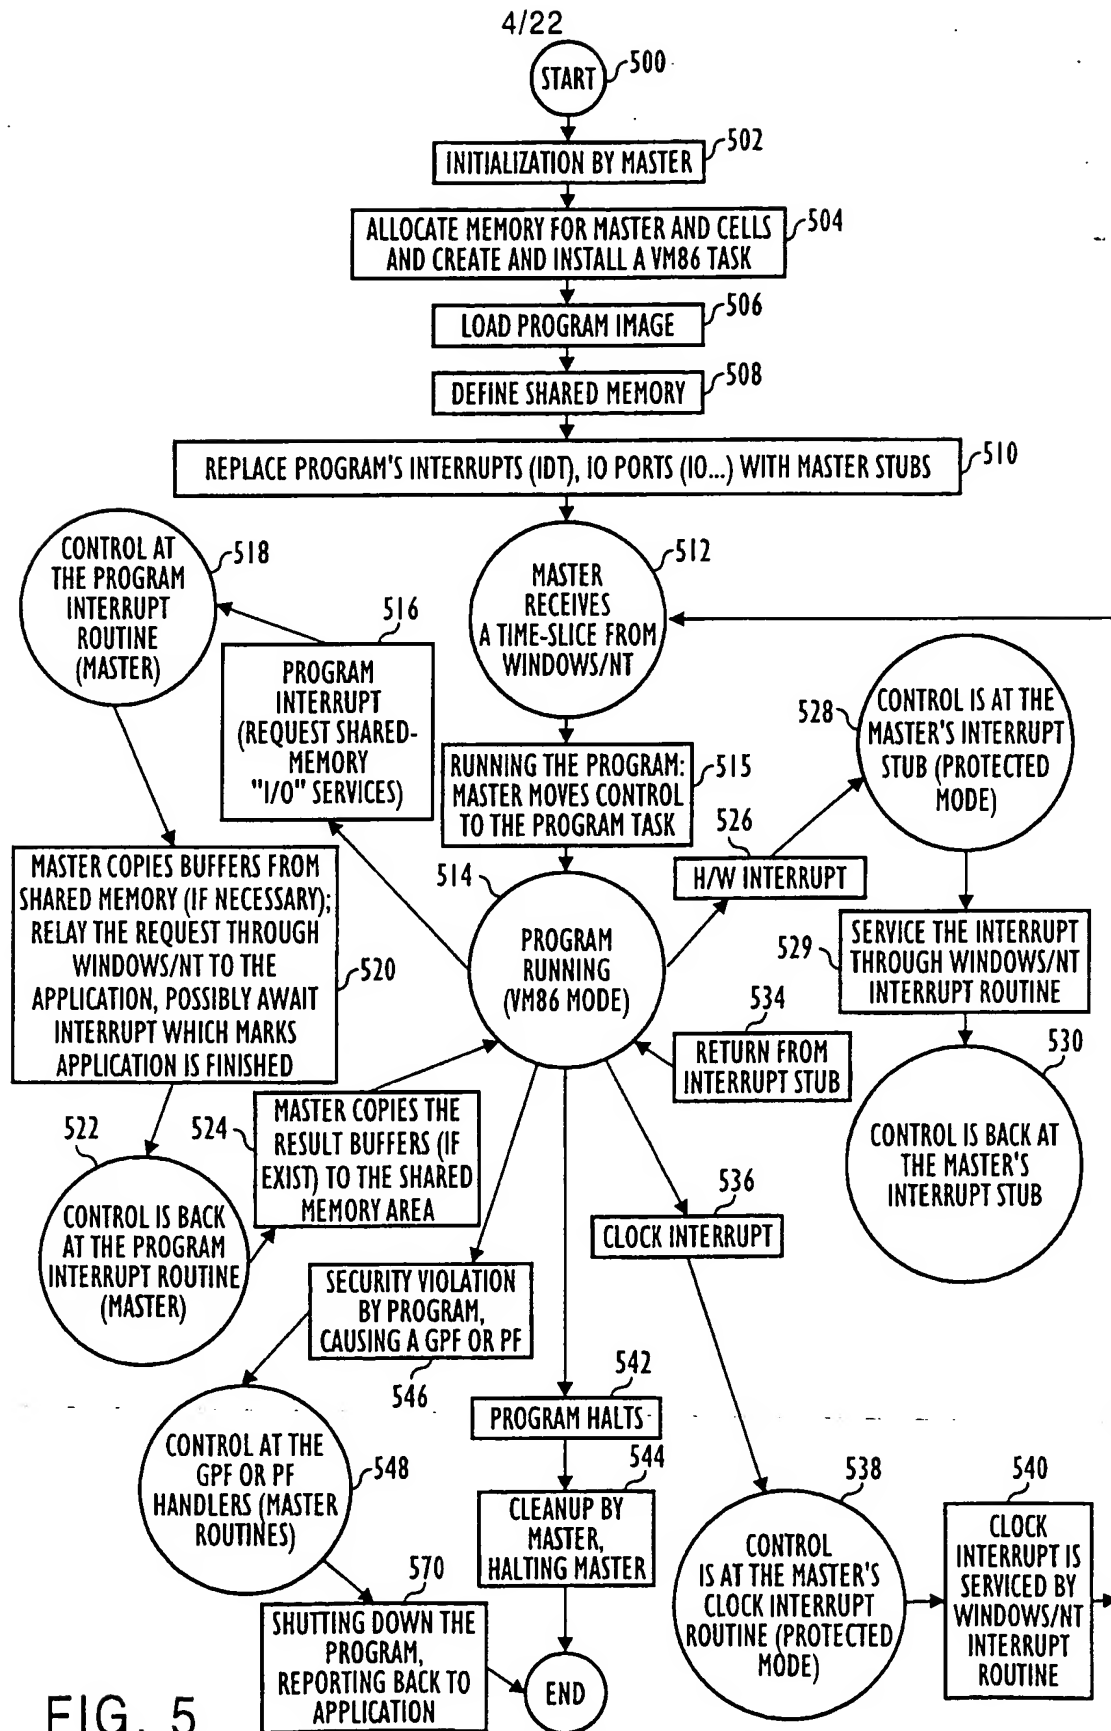 4/22
START
500
INITIALIZATION BY MASTER
502
ALLOCATE MEMORY FOR MASTER AND CELLS
AND CREATE AND INSTALL A VM86 TASK
504
LOAD PROGRAM IMAGE
506
DEFINE SHARED MEMORY
508
REPLACE PROGRAM'S INTERRUPTS (IDT), IO PORTS (IO...) WITH MASTER STUBS
510
MASTER
RECEIVES
A TIME-SLICE FROM
WINDOWS/NT
512
RUNNING THE PROGRAM:
MASTER MOVES CONTROL
TO THE PROGRAM TASK
515
514
PROGRAM
RUNNING
(VM86 MODE)
516
PROGRAM
INTERRUPT
(REQUEST SHARED-
MEMORY
"I/O" SERVICES)
CONTROL AT
THE PROGRAM
INTERRUPT
ROUTINE
(MASTER)
518
MASTER COPIES BUFFERS FROM
SHARED MEMORY (IF NECESSARY);
RELAY THE REQUEST THROUGH
WINDOWS/NT TO THE
APPLICATION, POSSIBLY AWAIT
INTERRUPT WHICH MARKS
APPLICATION IS FINISHED
520
522
CONTROL IS BACK
AT THE PROGRAM
INTERRUPT ROUTINE
(MASTER)
524
MASTER COPIES THE
RESULT BUFFERS (IF
EXIST) TO THE SHARED
MEMORY AREA
526
H/W INTERRUPT
528
CONTROL IS AT THE
MASTER'S INTERRUPT
STUB (PROTECTED
MODE)
529
SERVICE THE INTERRUPT
THROUGH WINDOWS/NT
INTERRUPT ROUTINE
530
CONTROL IS BACK AT
THE MASTER'S
INTERRUPT STUB
534
RETURN FROM
INTERRUPT STUB
536
CLOCK INTERRUPT
538
CONTROL
IS AT THE MASTER'S
CLOCK INTERRUPT
ROUTINE (PROTECTED
MODE)
540
CLOCK
INTERRUPT IS
SERVICED BY
WINDOWS/NT
INTERRUPT
ROUTINE
542
PROGRAM HALTS
544
CLEANUP BY
MASTER,
HALTING MASTER
SECURITY VIOLATION
BY PROGRAM,
CAUSING A GPF OR PF
546
CONTROL AT THE
GPF OR PF
HANDLERS (MASTER
ROUTINES)
548
570
SHUTTING DOWN THE
PROGRAM,
REPORTING BACK TO
APPLICATION
END
FIG. 5